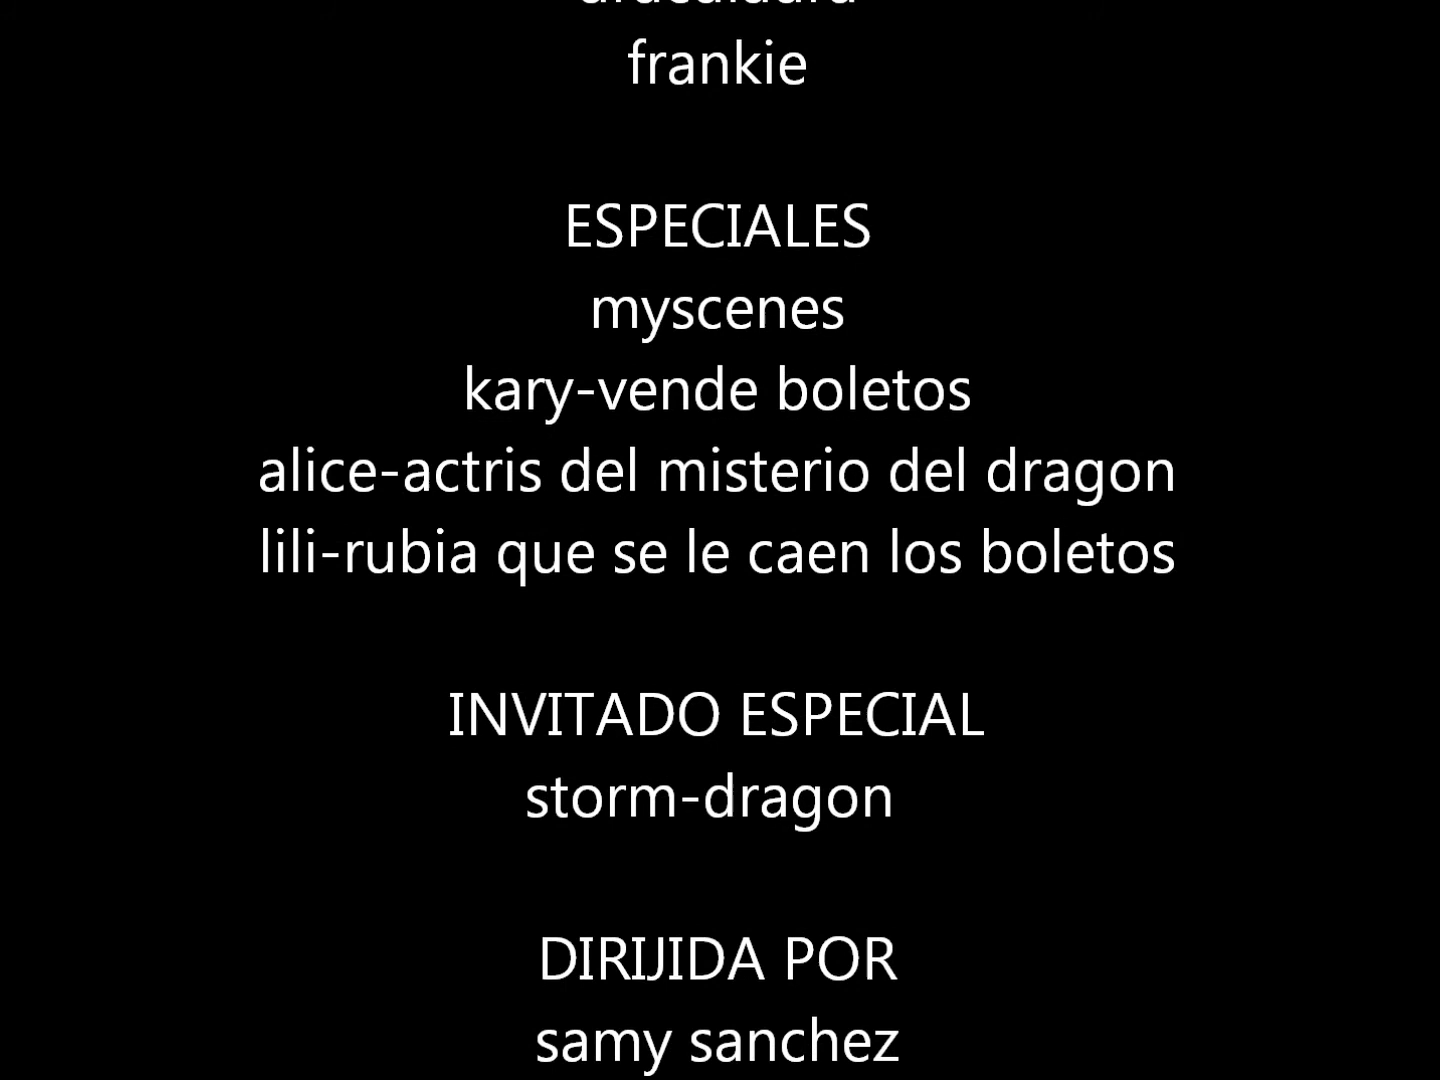 frankie
ESPECIALES
myscenes
kary-vende boletos
alice-actris del misterio del dragon
lili-rubia que se le caen los boletos
INVITADO ESPECIAL
storm-dragon
DIRIJIDA POR
samy sanchez